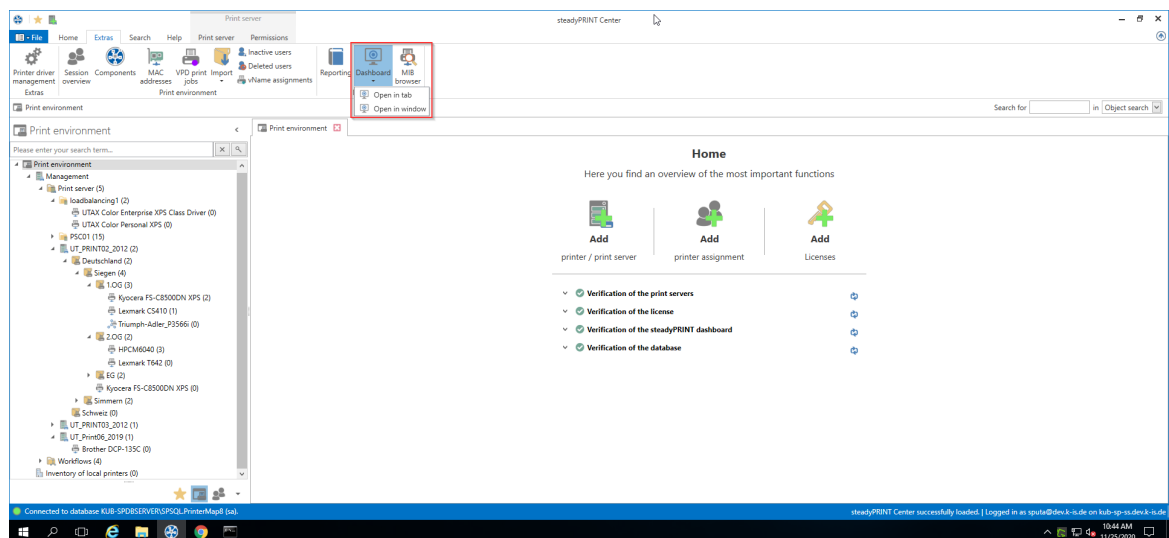 Print server
steadyPRINT Center
File
Home
Extras
Search
Help
Print server
Permissions
Printer driver
management
Session
overview
Components
MAC
addresses
VPD print
jobs
Import
Inactive users
Deleted users
vName assignments
Reporting
Dashboard
MIB
browser
Extras
Print environment
Open in tab
Open in window
Print environment
Search for
in
Object search
Print environment
Print environment
Please enter your search term...
Print environment
Management
Print server (5)
loadbalancing1 (2)
UTAX Color Enterprise XPS Class Driver (0)
UTAX Color Personal XPS (0)
PSC01 (15)
UT_PRINT02_2012 (2)
Deutschland (2)
Siegen (4)
1.OG (3)
Kyocera FS-C8500DN XPS (2)
Lexmark CS410 (1)
Triumph-Adler_P3566i (0)
2.OG (2)
HPCM6040 (3)
Lexmark T642 (0)
EG (2)
Kyocera FS-C8500DN XPS (0)
Simmern (2)
Schweiz (0)
UT_PRINT03_2012 (1)
UT_Print06_2019 (1)
Brother DCP-135C (0)
Workflows (4)
Inventory of local printers (0)
Home
Here you find an overview of the most important functions
Add
printer / print server
Add
printer assignment
Add
Licenses
Verification of the print servers
Verification of the license
Verification of the steadyPRINT dashboard
Verification of the database
Connected to database KUB-SPDBSERVER\SPSQL.PrinterMap8 (sa).
steadyPRINT Center successfully loaded. | Logged in as sputa@dev.k-is.de on kub-sp-ss.dev.k-is.de
10:44 AM
11/25/2020